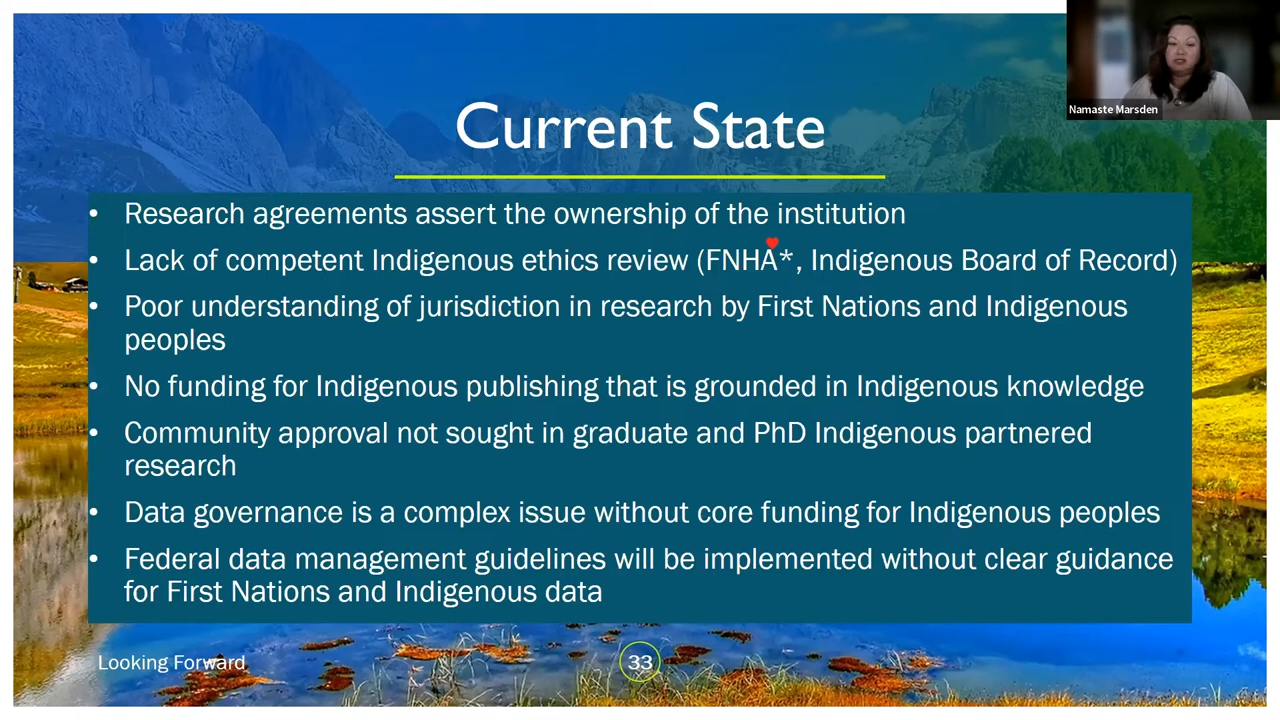 Namaste Marsden
Current State
• Research agreements assert the ownership of the institution
• Lack of competent Indigenous ethics review (FNHA*, Indigenous Board of Record)
• Poor understanding of jurisdiction in research by First Nations and Indigenous
peoples
• No funding for Indigenous publishing that is grounded in Indigenous knowledge
• Community approval not sought in graduate and PhD Indigenous partnered
research
• Data governance is a complex issue without core funding for Indigenous peoples
• Federal data management guidelines will be implemented without clear guidance
for First Nations and Indigenous data
Looking Forward
33